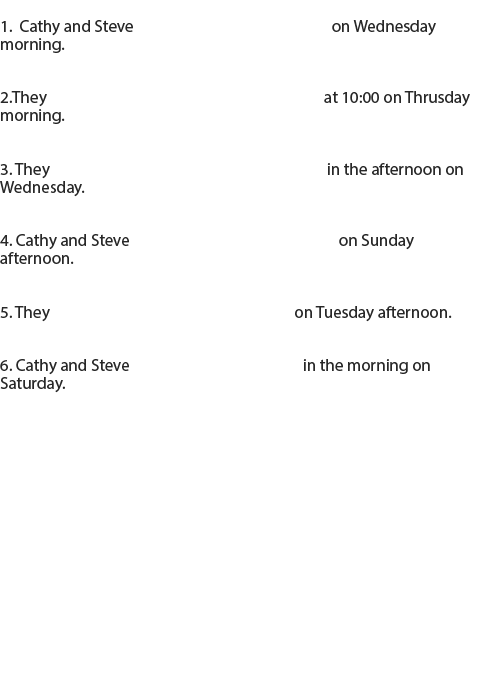 1. Cathy and Steve on Wednesday
morning.
2.They at 10:00 on Thrusday
morning.
3. They in the afternoon on
Wednesday.
4. Cathy and Steve on Sunday
afternoon.
5. They on Tuesday afternoon.
6. Cathy and Steve in the morning on
Saturday.